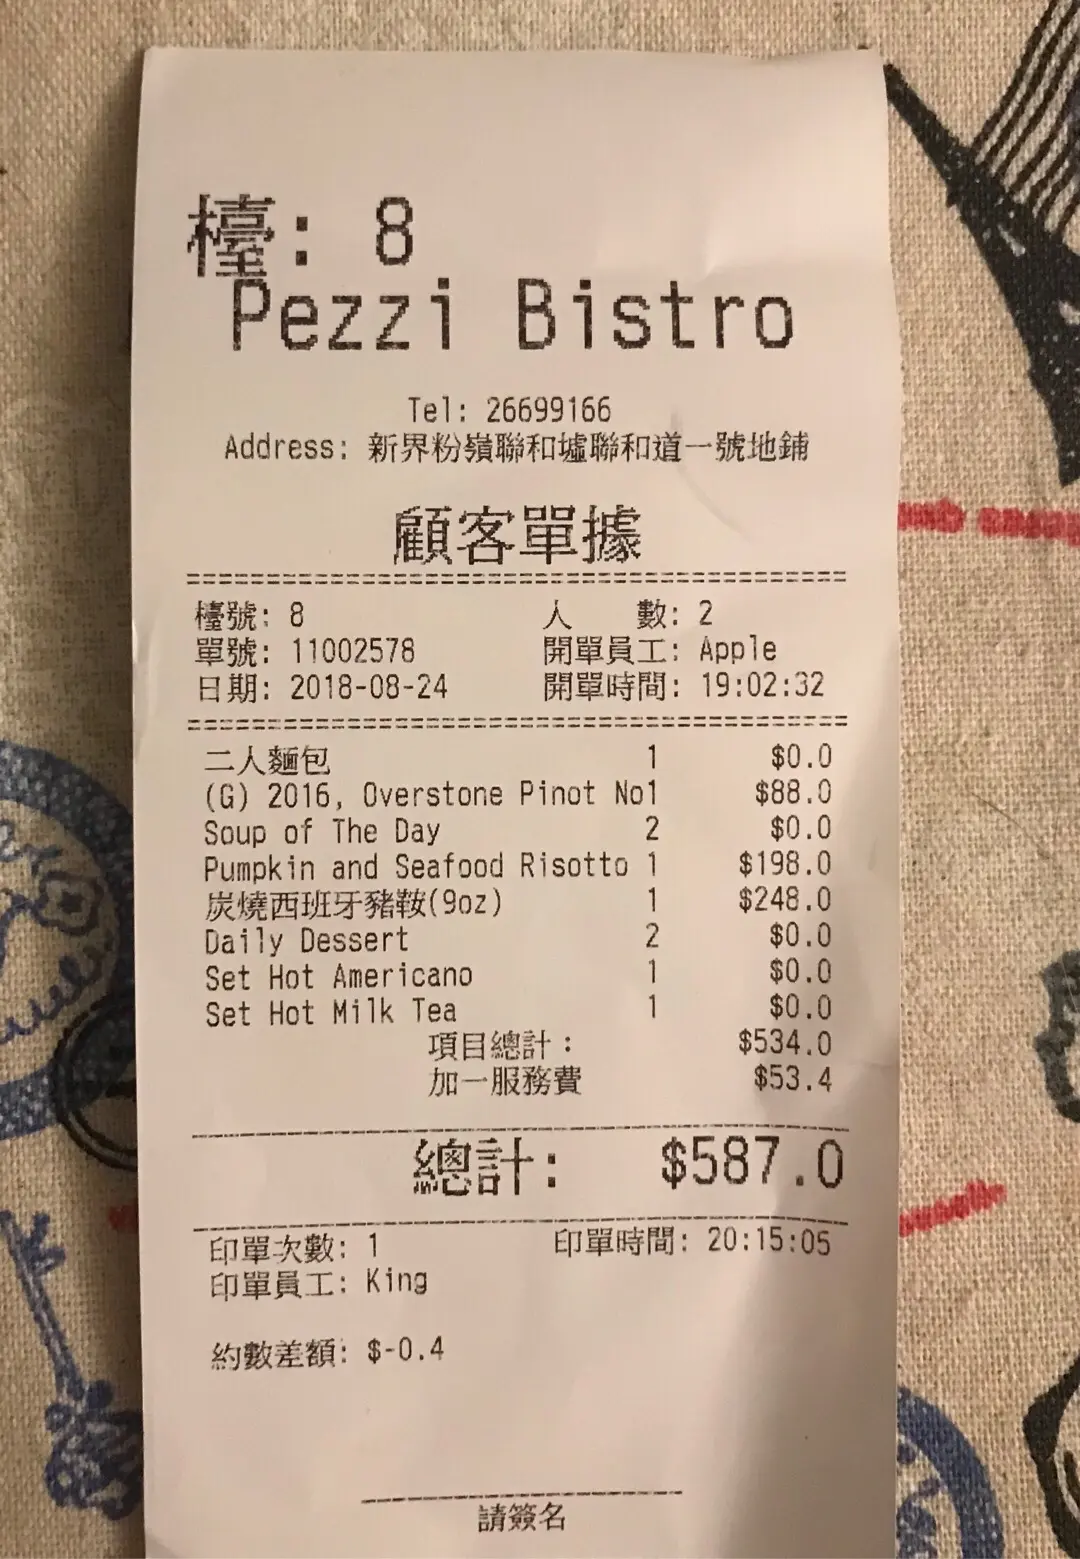 檯: 8
Pezzi Bistro
Tel: 26699166
Address: 新界粉嶺聯和墟聯和道一號地鋪
顧客單據
檯號: 8 人 數: 2
單號: 11002578 開單員工: Apple
日期: 2018-08-24 開單時間: 19:02:32
二人麵包 1 $0.0
(G) 2016, Overstone Pinot No1 $88.0
Soup of The Day 2 $0.0
Pumpkin and Seafood Risotto 1 $198.0
炭燒西班牙豬鞍(9oz) 1 $248.0
Daily Dessert 2 $0.0
Set Hot Americano 1 $0.0
Set Hot Milk Tea 1 $0.0
項目總計: $534.0
加一服務費 $53.4
總計: $587.0
印單次數: 1 印單時間: 20:15:05
印單員工: King
約數差額: $-0.4
請簽名